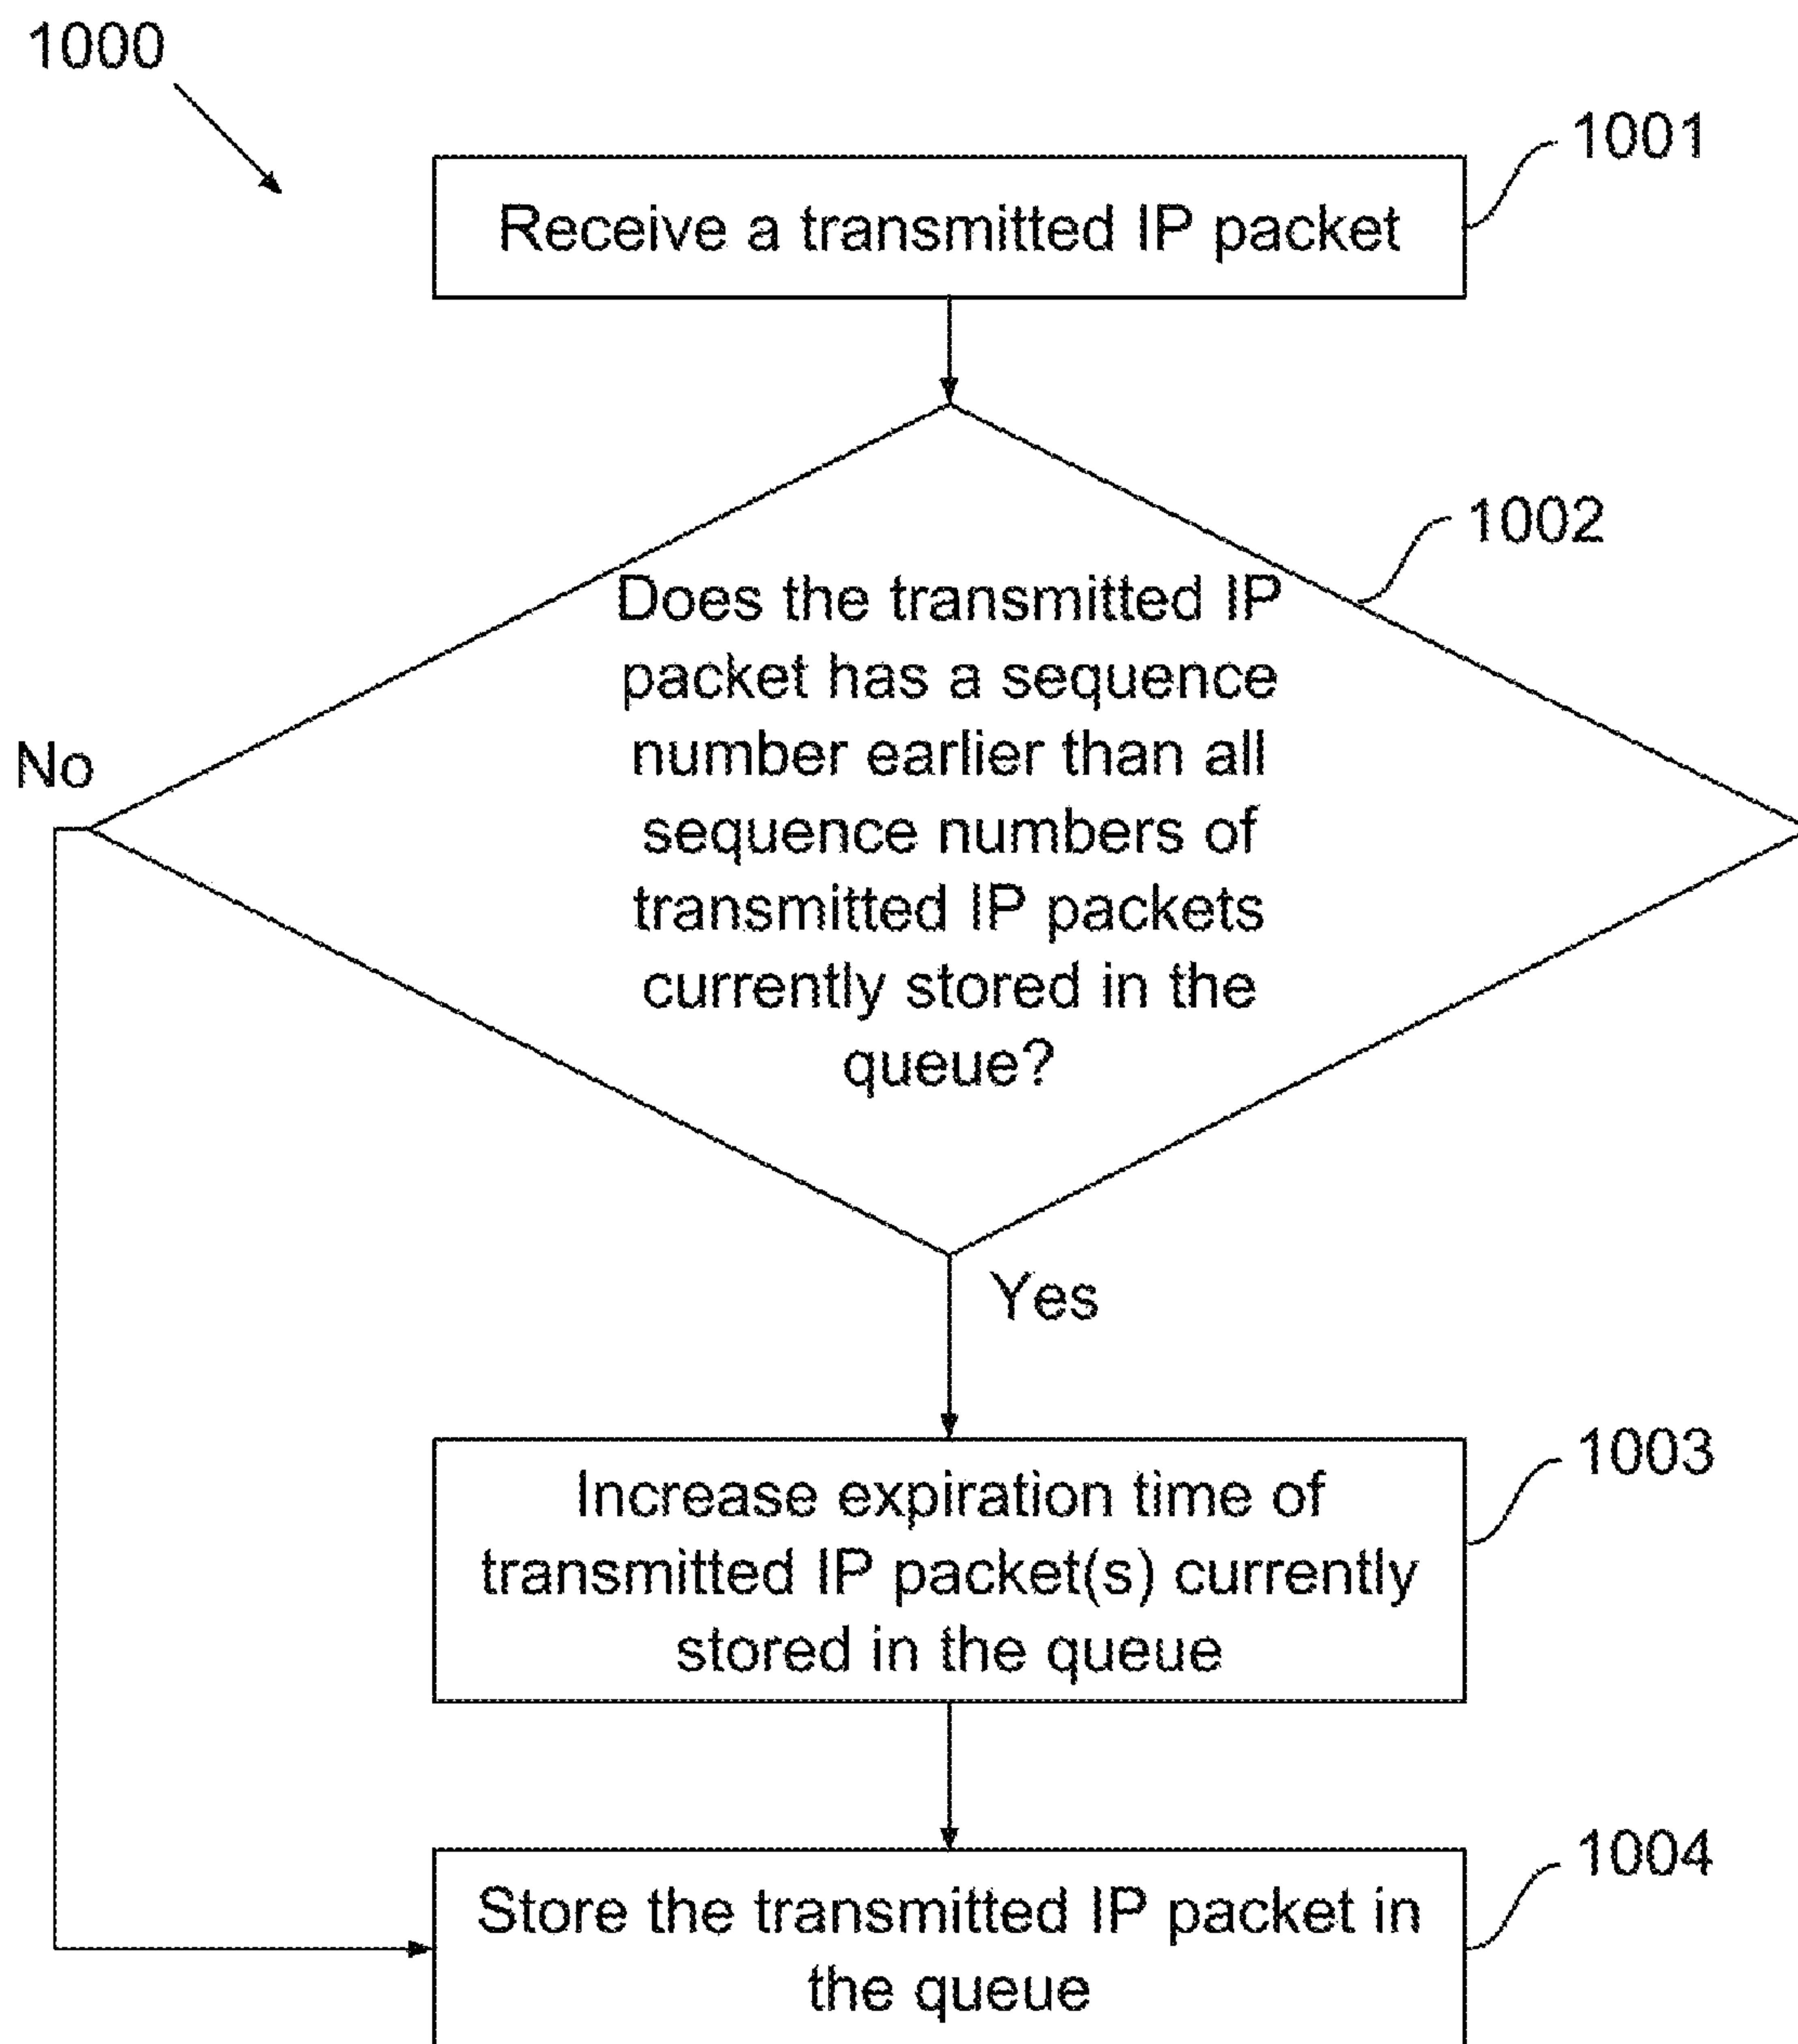 1000
1001
Receive a transmitted IP packet
1002
Does the transmitted IP
packet has a sequence
number earlier than all
sequence numbers of
transmitted IP packets
currently stored in the
queue?
No
Yes
1003
Increase expiration time of
transmitted IP packet(s) currently
stored in the queue
1004
Store the transmitted IP packet in
the queue